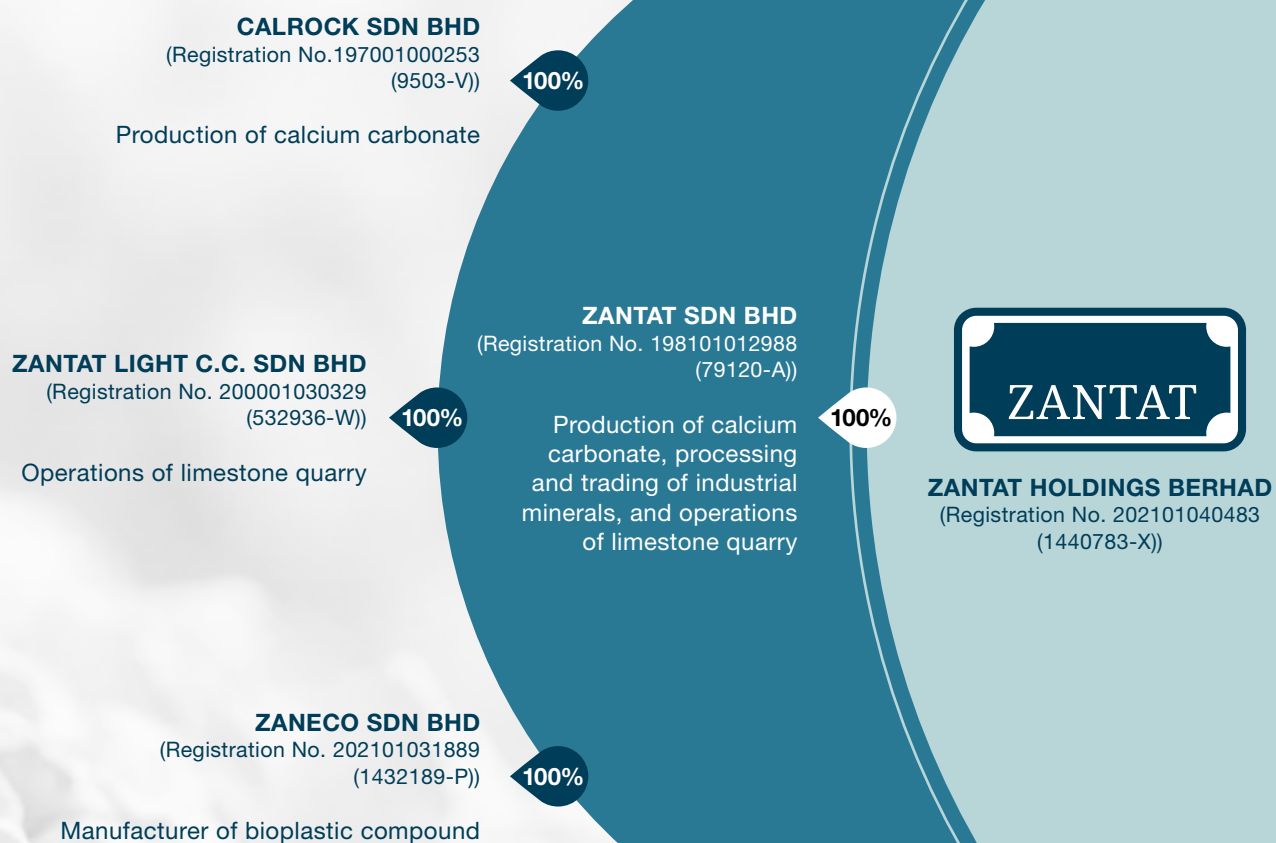 CALROCK SDN BHD
(Registration No.197001000253
(9503-V))
100%
Production of calcium carbonate
ZANTAT LIGHT C.C. SDN BHD
(Registration No. 200001030329
(532936-W))
100%
Operations of limestone quarry
ZANTAT SDN BHD
(Registration No. 198101012988
(79120-A))
100%
Production of calcium
carbonate, processing
and trading of industrial
minerals, and operations
of limestone quarry
ZANTAT
ZANTAT HOLDINGS BERHAD
(Registration No. 202101040483
(1440783-X))
ZANECO SDN BHD
(Registration No. 202101031889
(1432189-P))
100%
Manufacturer of bioplastic compound